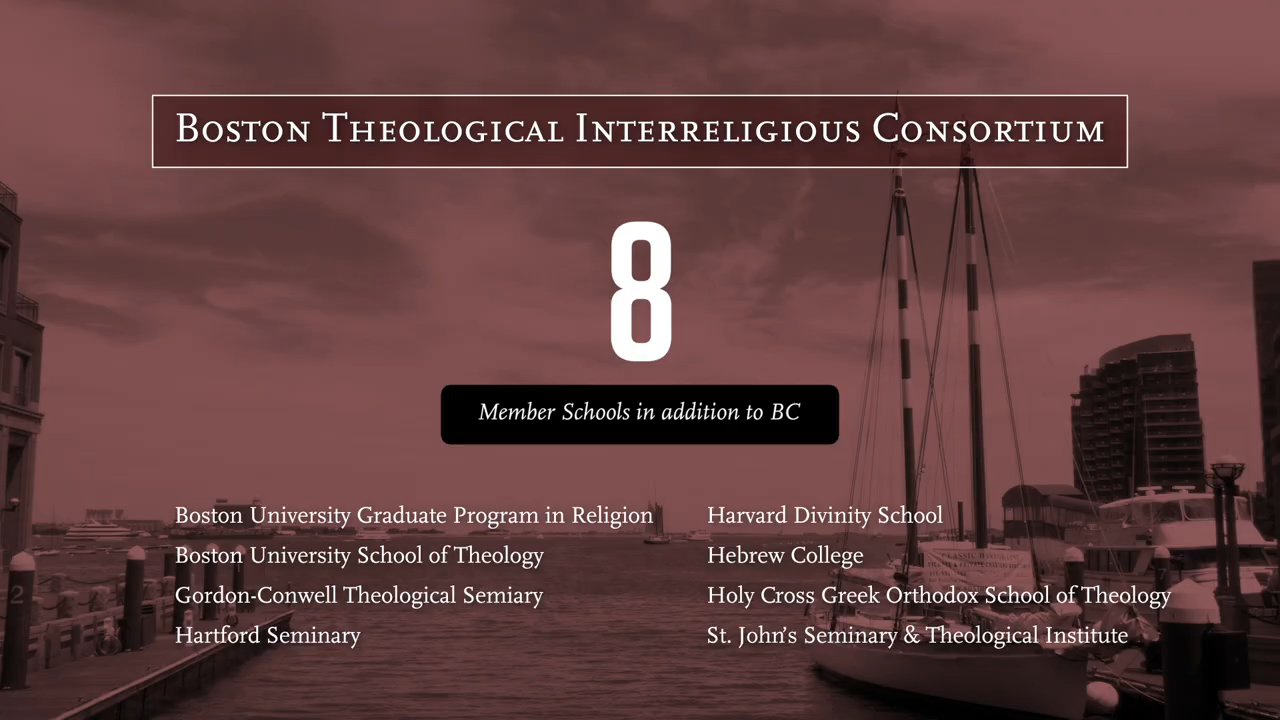 Boston Theological Interreligious Consortium
8
Member Schools in addition to BC
Boston University Graduate Program in Religion
Boston University School of Theology
Gordon-Conwell Theological Semiary
Hartford Seminary
Harvard Divinity School
Hebrew College
Holy Cross Greek Orthodox School of Theology
St. John's Seminary & Theological Institute
2